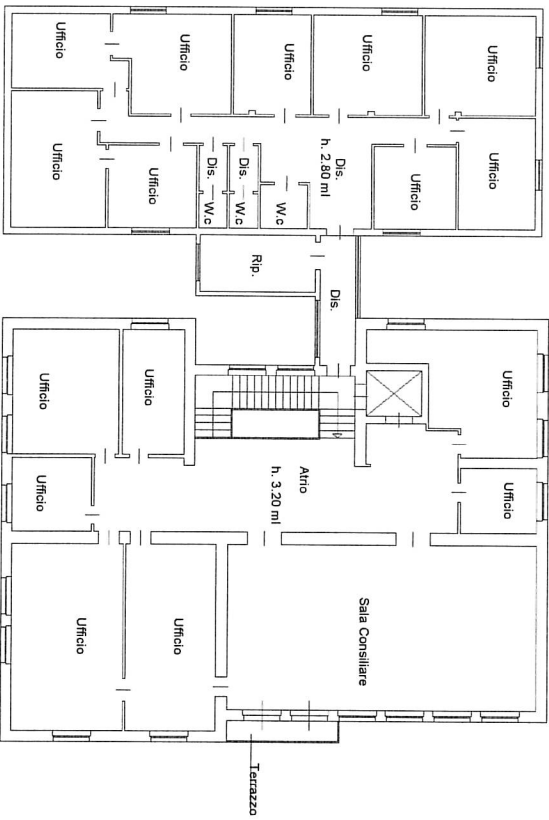 Ufficio
Ufficio
Ufficio
Ufficio
Ufficio
Ufficio
Ufficio
Ufficio
Ufficio
Dis.
h. 2.80 ml
Dis.
Dis.
W.c
W.c
W.c
Rip.
Dis.
Ufficio
Ufficio
Ufficio
Ufficio
Ufficio
Atrio
h. 3.20 ml
Ufficio
Ufficio
Sala Consiliare
Terrazzo